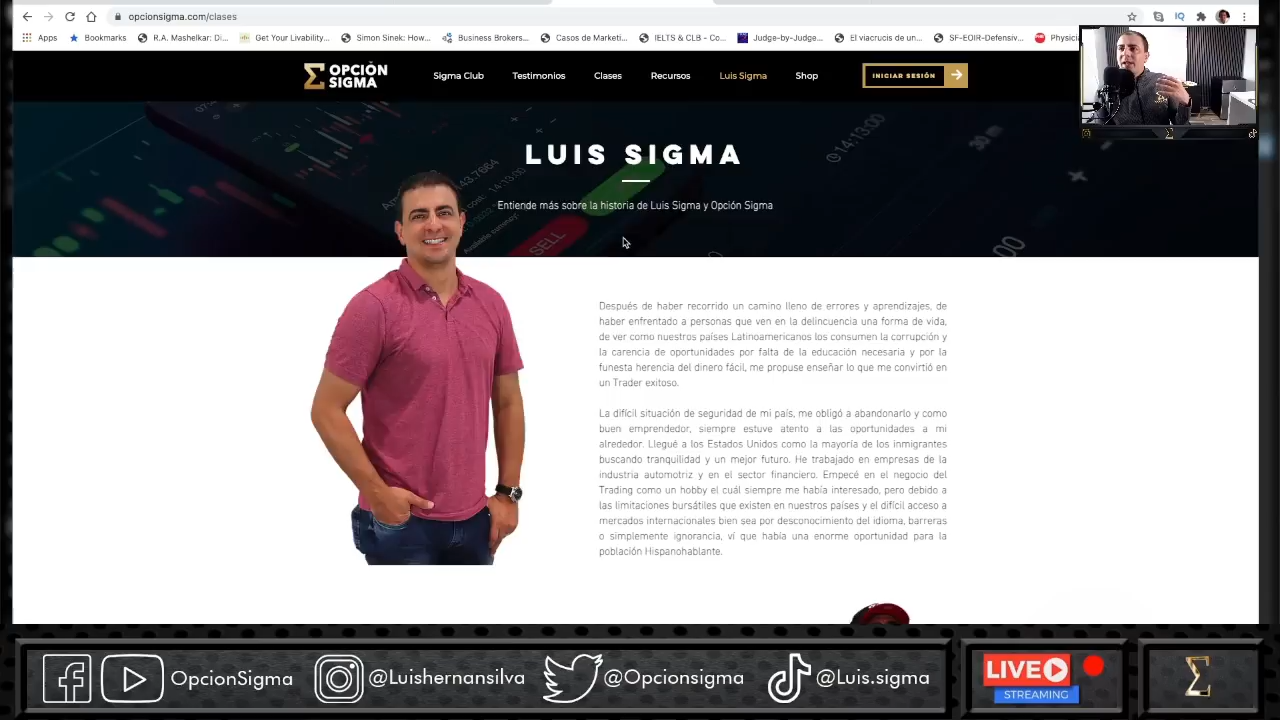 opcionsigma.com/clases
Apps Bookmarks R.A. Mashelkar: Di... Get Your Livability... Simon Sinek: How... Business Brokers... Casos de Marketi... IELTS & CLB - Co... Judge-by-Judge... El viacrucis de un... SF-EOIR-Defensiv... Physicia
OPCIÓN
SIGMA
Sigma Club Testimonios Clases Recursos Luis Sigma Shop INICIAR SESIÓN
LUIS SIGMA
Entiende más sobre la historia de Luis Sigma y Opción Sigma
SELL
Después de haber recorrido un camino lleno de errores y aprendizajes, de
haber enfrentado a personas que ven en la delincuencia una forma de vida,
de ver como nuestros países Latinoamericanos los consumen la corrupción y
la carencia de oportunidades por falta de la educación necesaria y por la
funesta herencia del dinero fácil, me propuse enseñar lo que me convirtió en
un Trader exitoso.
La difícil situación de seguridad de mi país, me obligó a abandonarlo y como
buen emprendedor, siempre estuve atento a las oportunidades a mi
alrededor. Llegué a los Estados Unidos como la mayoría de los inmigrantes
buscando tranquilidad y un mejor futuro. He trabajado en empresas de la
industria automotriz y en el sector financiero. Empecé en el negocio del
Trading como un hobby el cuál siempre me había interesado, pero debido a
las limitaciones bursátiles que existen en nuestros países y el difícil acceso a
mercados internacionales bien sea por desconocimiento del idioma, barreras
o simplemente ignorancia, ví que había una enorme oportunidad para la
población Hispanohablante.
OpcionSigma @Luishernansilva @Opcionsigma @Luis.sigma LIVE
STREAMING